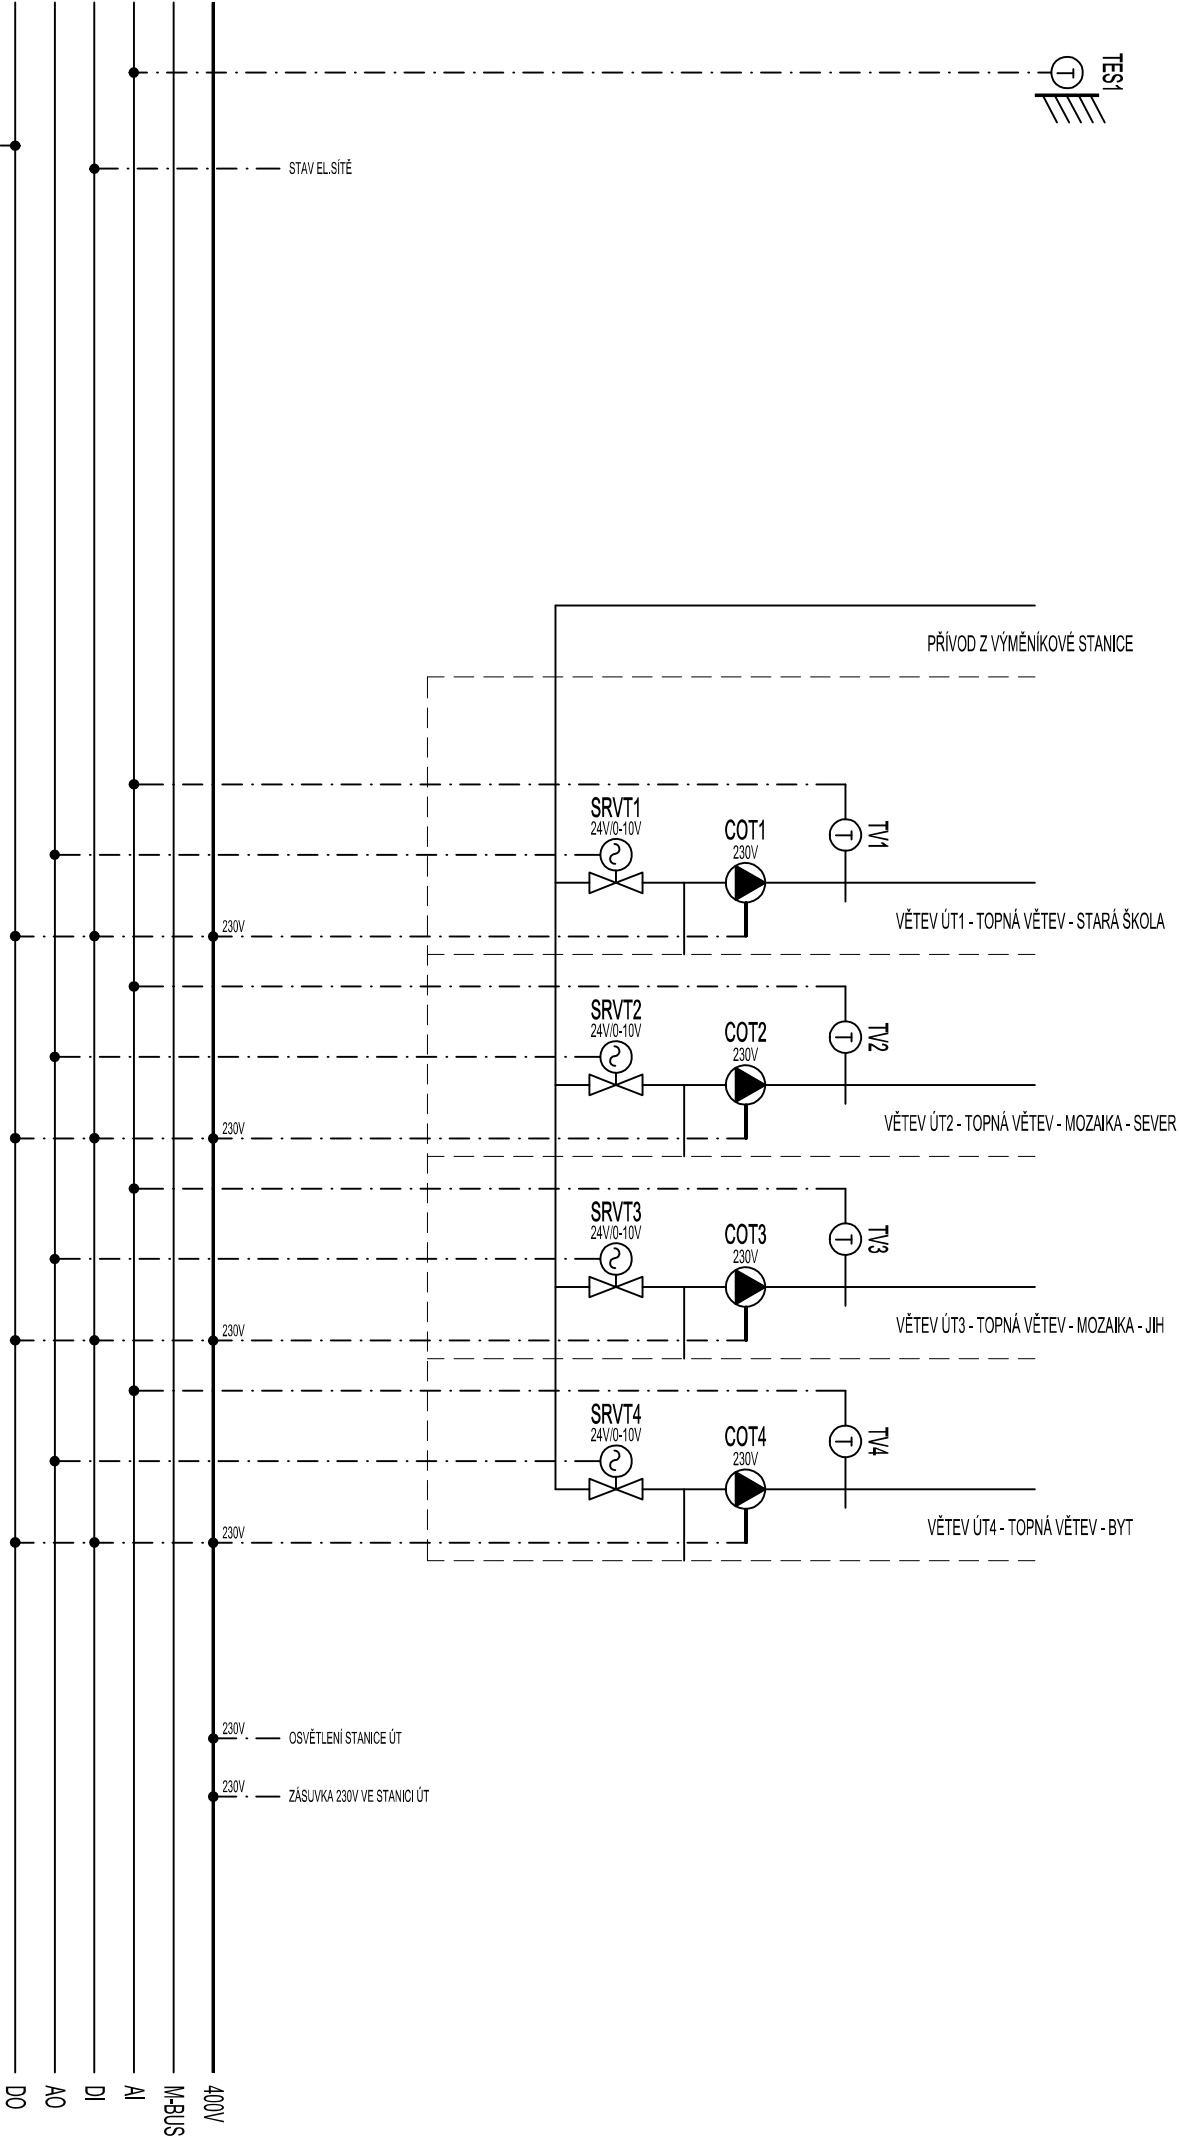 TES1
T
STAV EL.SÍTĚ
PŘÍVOD Z VÝMĚNÍKOVÉ STANICE
SRVT1
24V/0-10V
COT1
230V
TV1
T
VĚTEV ÚT1 - TOPNÁ VĚTEV - STARÁ ŠKOLA
230V
SRVT2
24V/0-10V
COT2
230V
TV2
T
VĚTEV ÚT2 - TOPNÁ VĚTEV - MOZAIKA - SEVER
230V
SRVT3
24V/0-10V
COT3
230V
TV3
T
VĚTEV ÚT3 - TOPNÁ VĚTEV - MOZAIKA - JIH
230V
SRVT4
24V/0-10V
COT4
230V
TV4
T
VĚTEV ÚT4 - TOPNÁ VĚTEV - BYT
230V
230V
OSVĚTLENÍ STANICE ÚT
230V
ZÁSUVKA 230V VE STANICI ÚT
DO
AO
DI
AI
M-BUS
400V